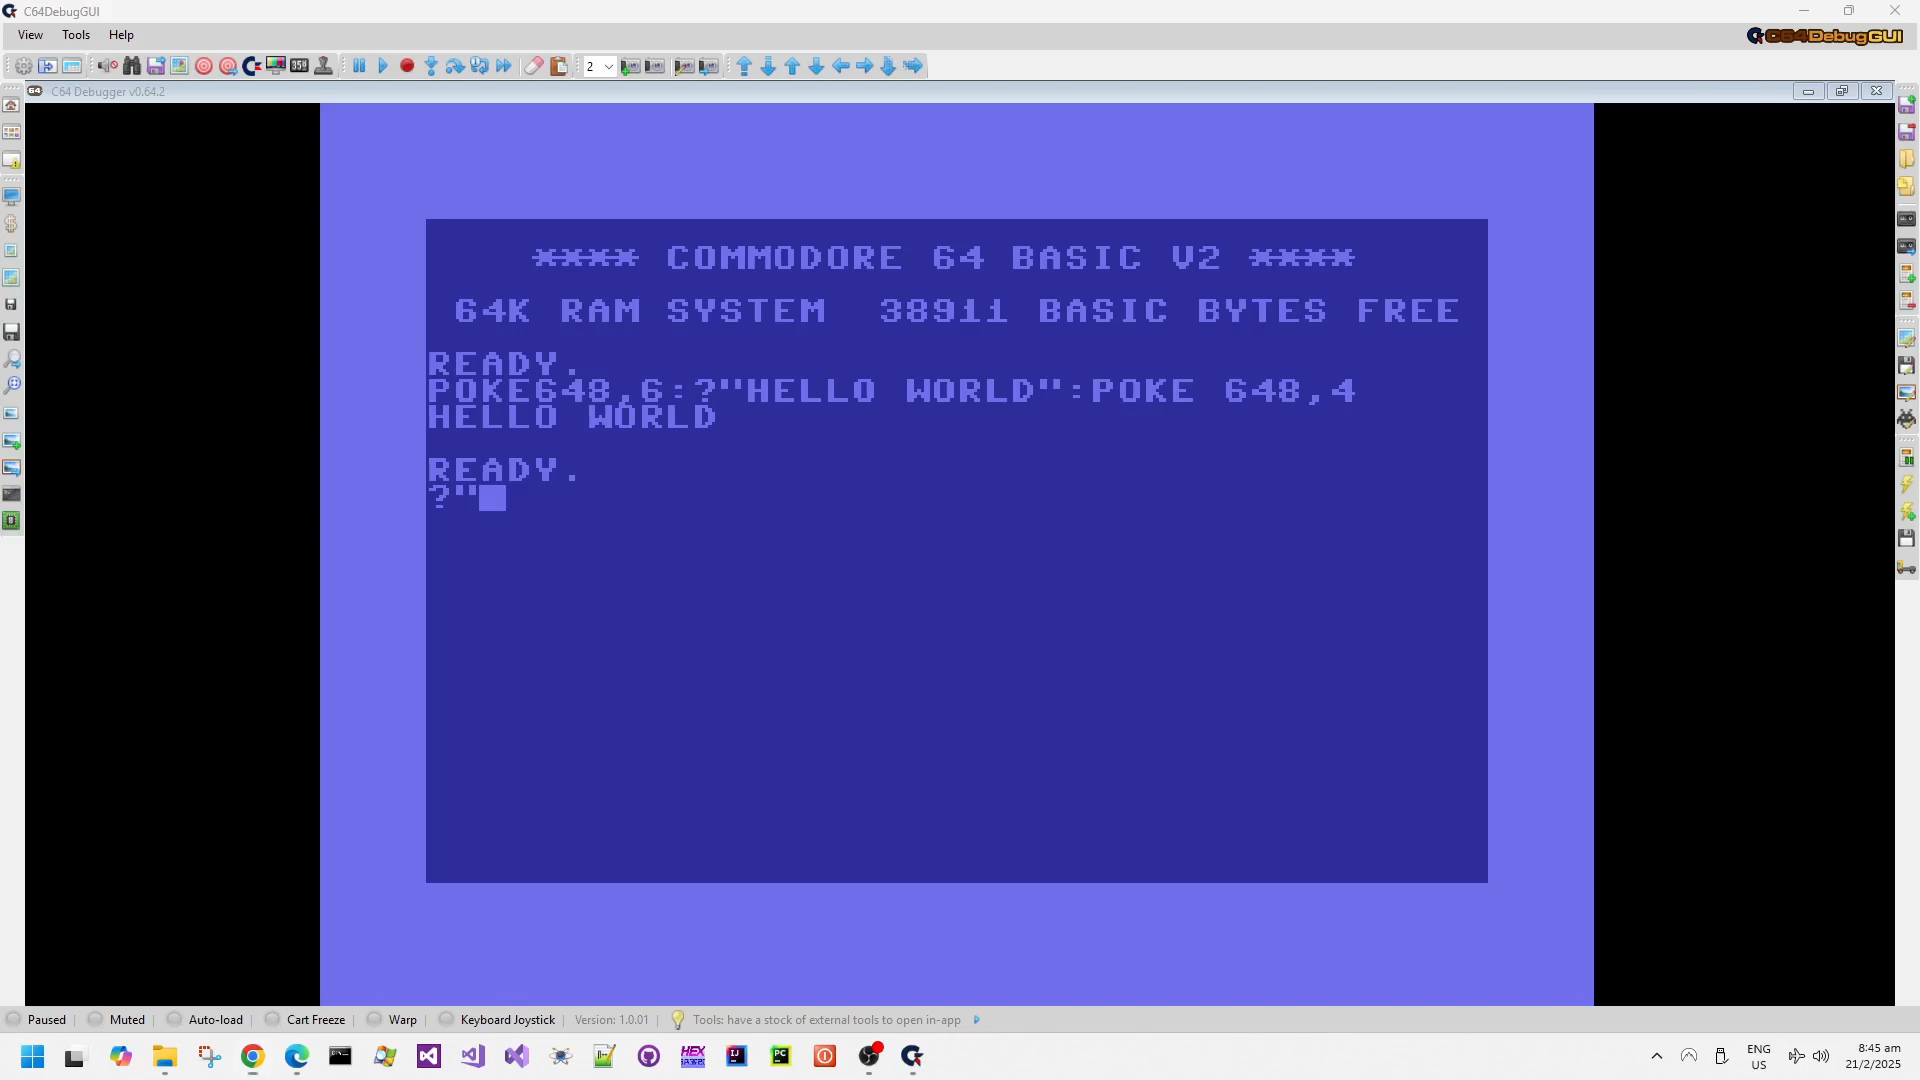 C64DebugGUI
View Tools Help
C64DebugGUI
2
C64 Debugger v0.64.2
**** COMMODORE 64 BASIC V2 ****
64K RAM SYSTEM  38911 BASIC BYTES FREE
READY.
POKE648,6:?"HELLO WORLD":POKE 648,4
HELLO WORLD
READY.
?"
Paused Muted Auto-load Cart Freeze Warp Keyboard Joystick Version: 1.0.01 Tools: have a stock of external tools to open in-app
ENG
US
8:45 am
21/2/2025